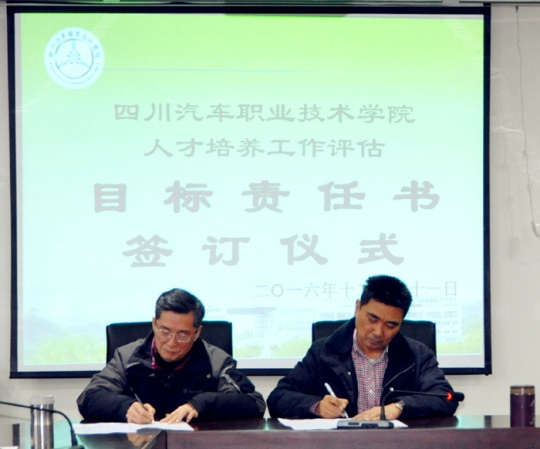 四川汽车职业技术学院
人才培养工作评估
目标责任书
签订仪式
二〇一六年十 十一日